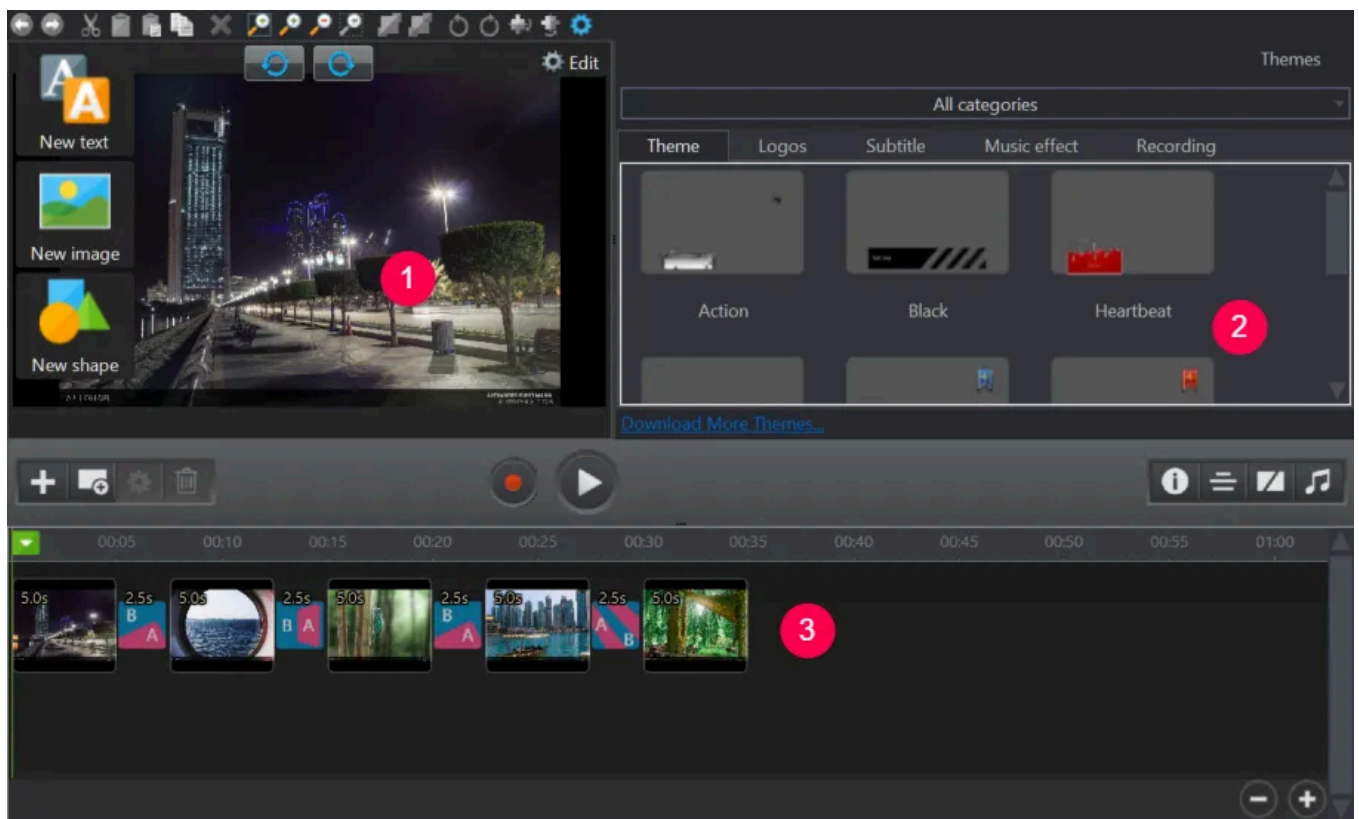 Edit
Themes
New text
All categories
Theme Logos Subtitle Music effect Recording
New image
1
Action Black Heartbeat
2
New shape
Download More Themes...
00:05 00:10 00:15 00:20 00:25 00:30 00:35 00:40 00:45 00:50 00:55 01:00
5.0s 2.5s 5.0s 2.5s 5.0s 2.5s 5.0s 2.5s 5.0s
B A B A B A A B
3